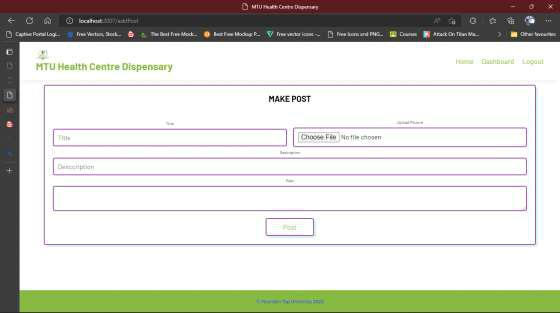 MTU Health Centre Dispensary
localhost:3000/addPost
Captive Portal Logi...
Free Vectors, Stock...
The Best Free Mock...
Best Free Mockup P...
Free vector icons -...
Free Icons and PNG...
Courses
Attack On Titan Ma...
Other favourites
MTU Health Centre Dispensary
Home
Dashboard
Logout
MAKE POST
Title
Upload Picture
Title
Choose File No file chosen
Description
Description
Post
Post
© Mountain Top University 2022